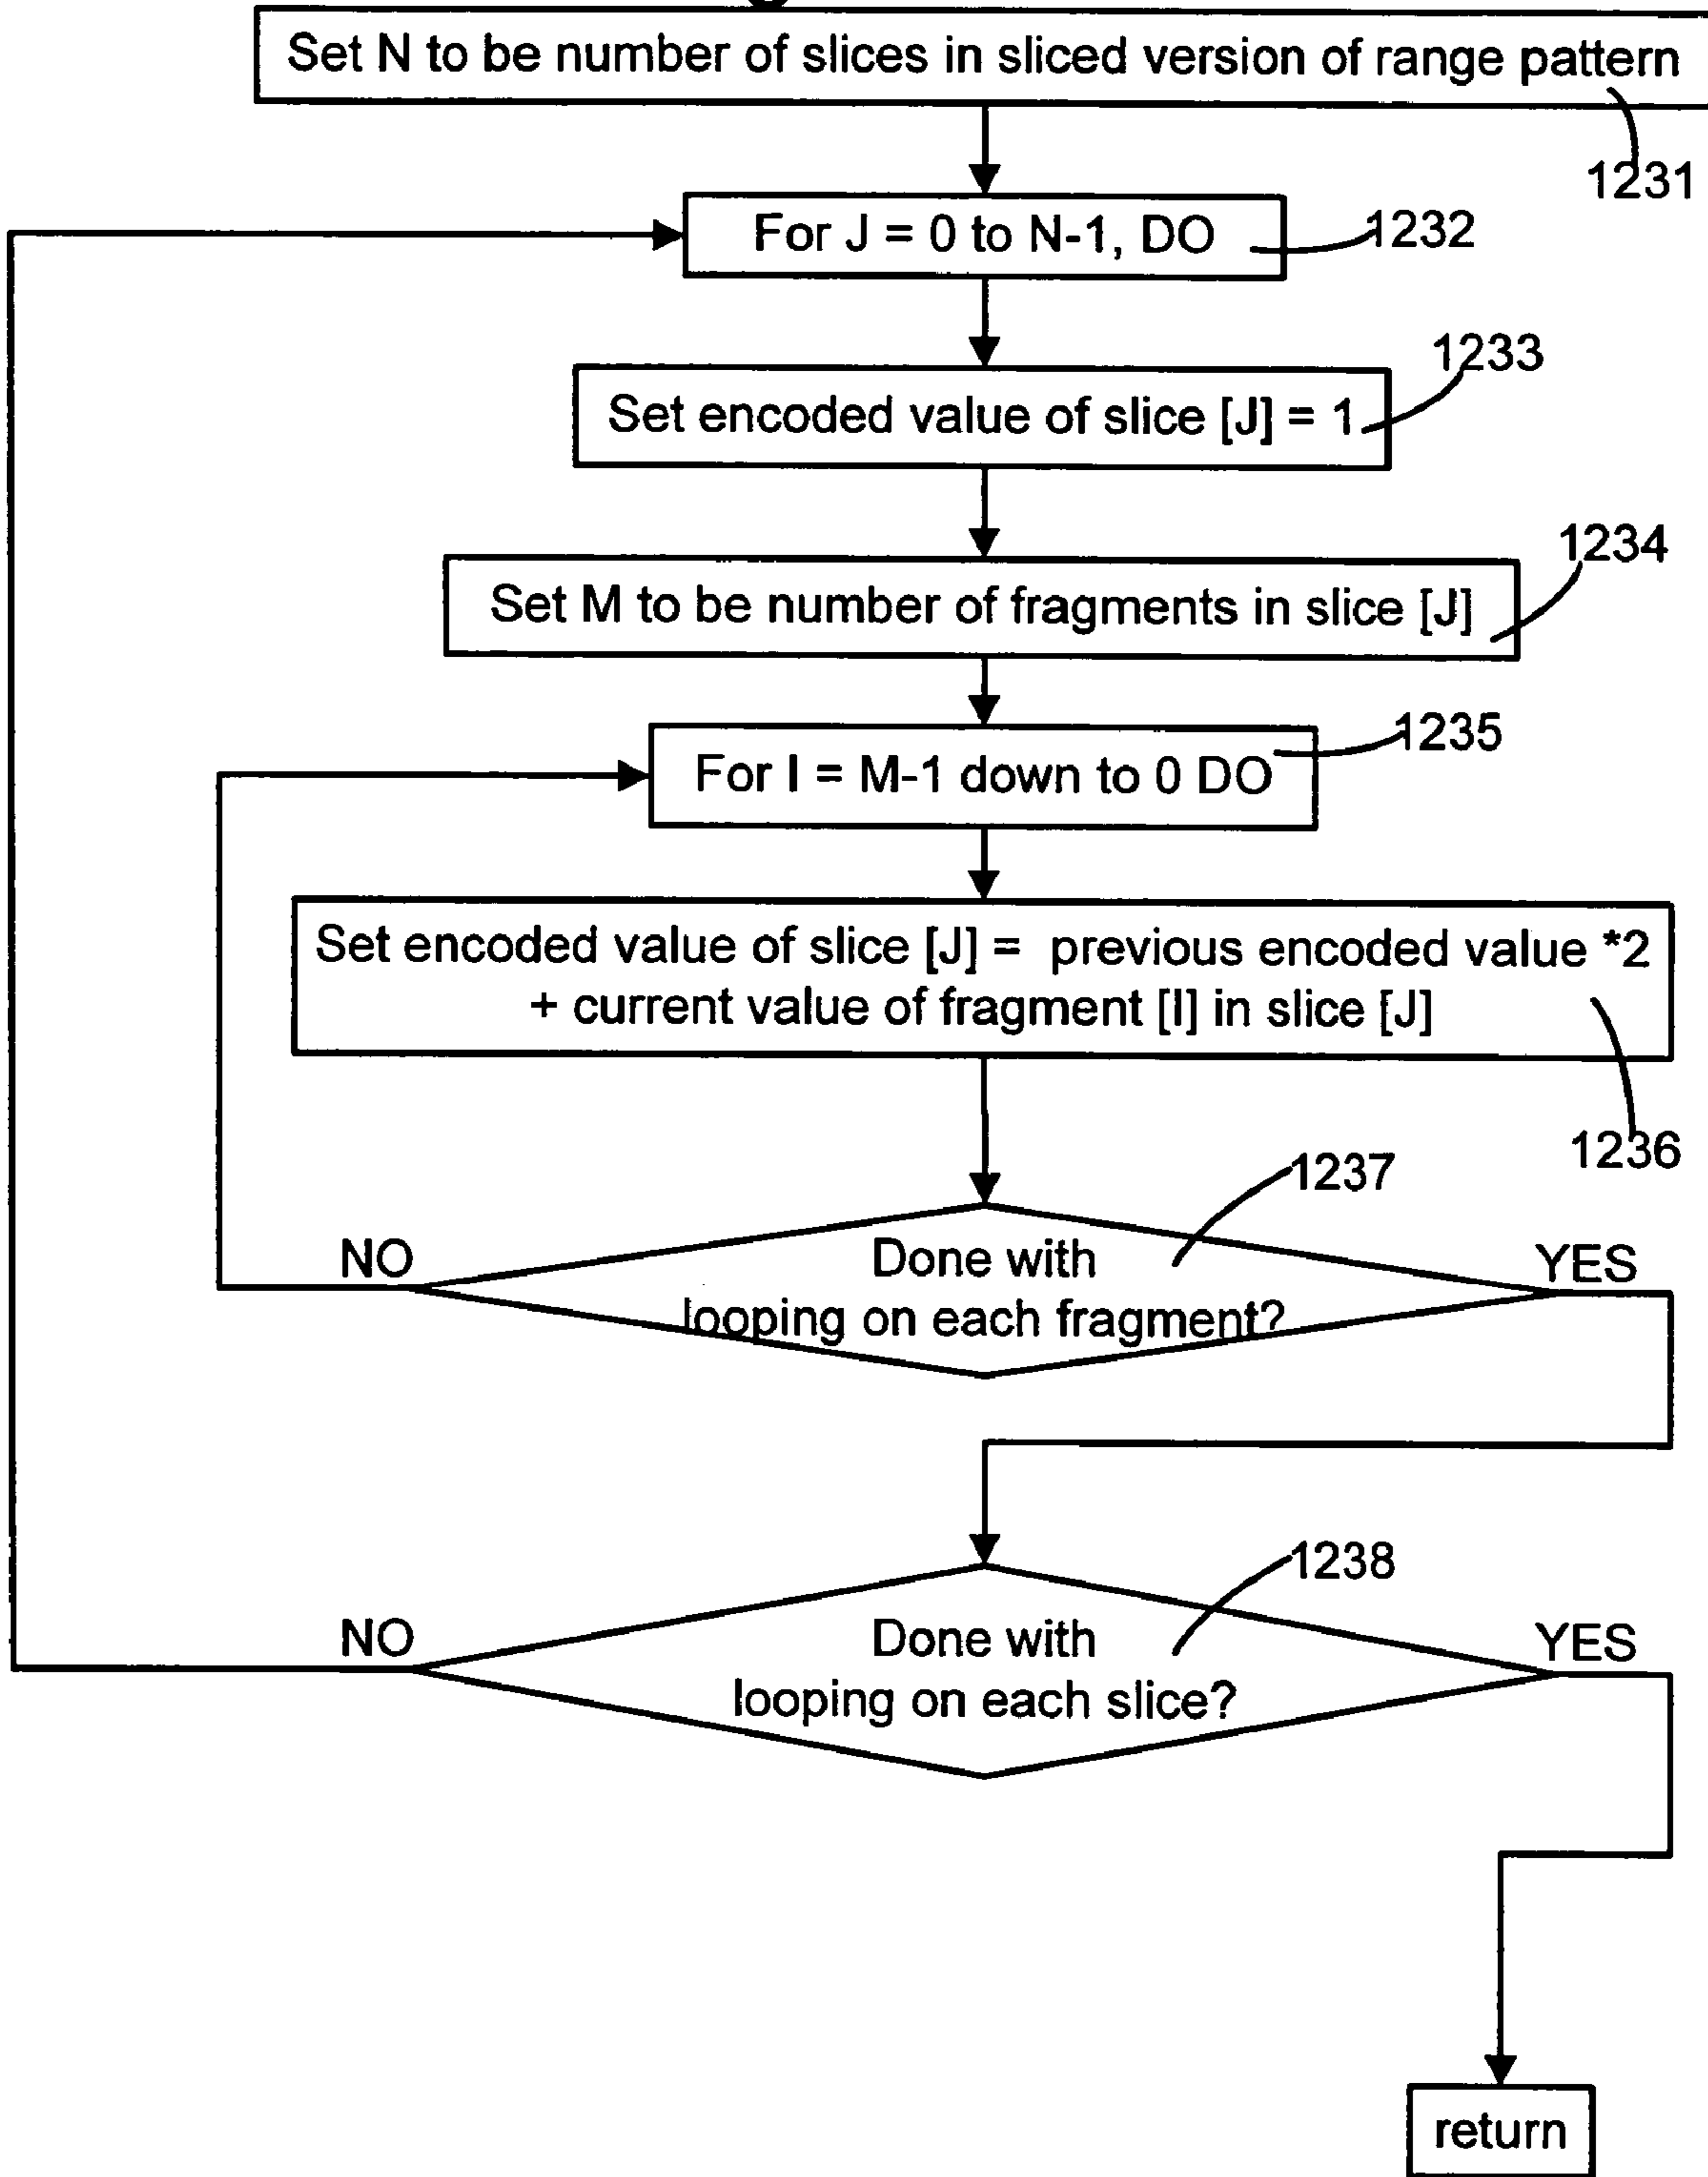 Set N to be number of slices in sliced version of range pattern
1231
For J = 0 to N-1, DO
1232
1233
Set encoded value of slice [J] = 1
1234
Set M to be number of fragments in slice [J]
1235
For I = M-1 down to 0 DO
Set encoded value of slice [J] = previous encoded value *2
+ current value of fragment [I] in slice [J]
1236
1237
NO
Done with
YES
looping on each fragment?
1238
NO
Done with
YES
looping on each slice?
return